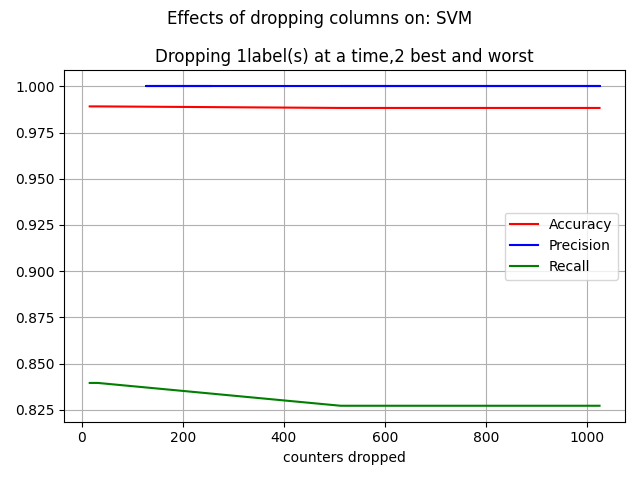 Effects of dropping columns on: SVM
Dropping 1label(s) at a time,2 best and worst
1.000
0.975
0.950
0.925
0.900
0.875
0.850
0.825
Accuracy
Precision
Recall
0 200 400 600 800 1000
counters dropped